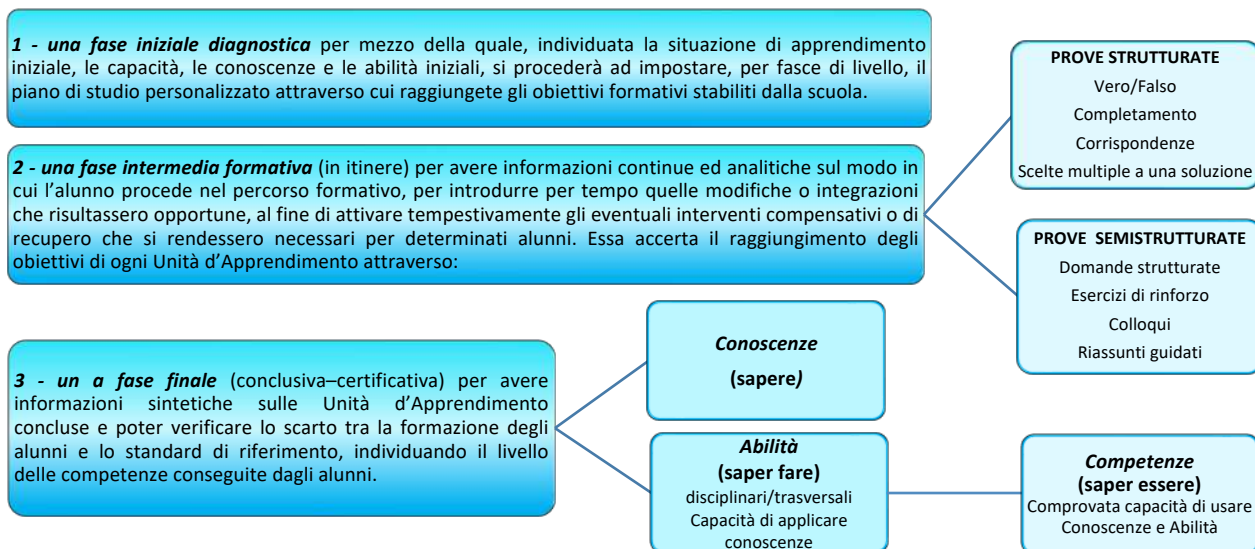 1 - una fase iniziale diagnostica per mezzo della quale, individuata la situazione di apprendimento
iniziale, le capacità, le conoscenze e le abilità iniziali, si procederà ad impostare, per fasce di livello, il
piano di studio personalizzato attraverso cui raggiungete gli obiettivi formativi stabiliti dalla scuola.
2 - una fase intermedia formativa (in itinere) per avere informazioni continue ed analitiche sul modo in
cui l’alunno procede nel percorso formativo, per introdurre per tempo quelle modifiche o integrazioni
che risultassero opportune, al fine di attivare tempestivamente gli eventuali interventi compensativi o di
recupero che si rendessero necessari per determinati alunni. Essa accerta il raggiungimento degli
obiettivi di ogni Unità d’Apprendimento attraverso:
PROVE STRUTTURATE
Vero/Falso
Completamento
Corrispondenze
Scelte multiple a una soluzione
PROVE SEMISTRUTTURATE
Domande strutturate
Esercizi di rinforzo
Colloqui
Riassunti guidati
3 - un a fase finale (conclusiva–certificativa) per avere
informazioni sintetiche sulle Unità d’Apprendimento
concluse e poter verificare lo scarto tra la formazione degli
alunni e lo standard di riferimento, individuando il livello
delle competenze conseguite dagli alunni.
Conoscenze
(sapere)
Abilità
(saper fare)
disciplinari/trasversali
Capacità di applicare
conoscenze
Competenze
(saper essere)
Comprovata capacità di usare
Conoscenze e Abilità